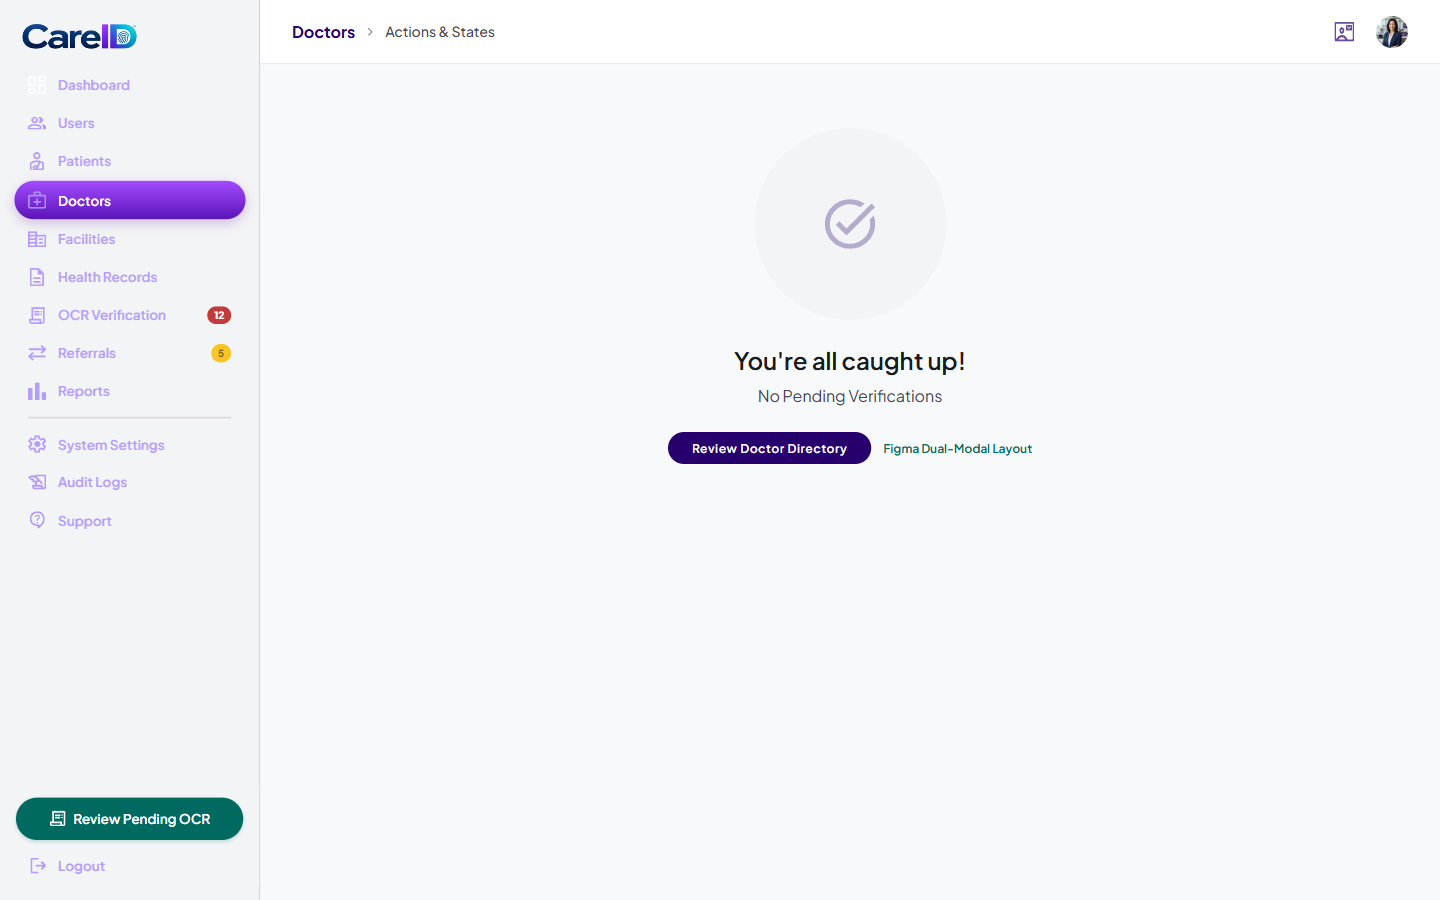 CareID
Dashboard
Users
Patients
Doctors
Facilities
Health Records
OCR Verification 12
Referrals 5
Reports
System Settings
Audit Logs
Support
Review Pending OCR
Logout
Doctors > Actions & States
You're all caught up!
No Pending Verifications
Review Doctor Directory Figma Dual-Modal Layout